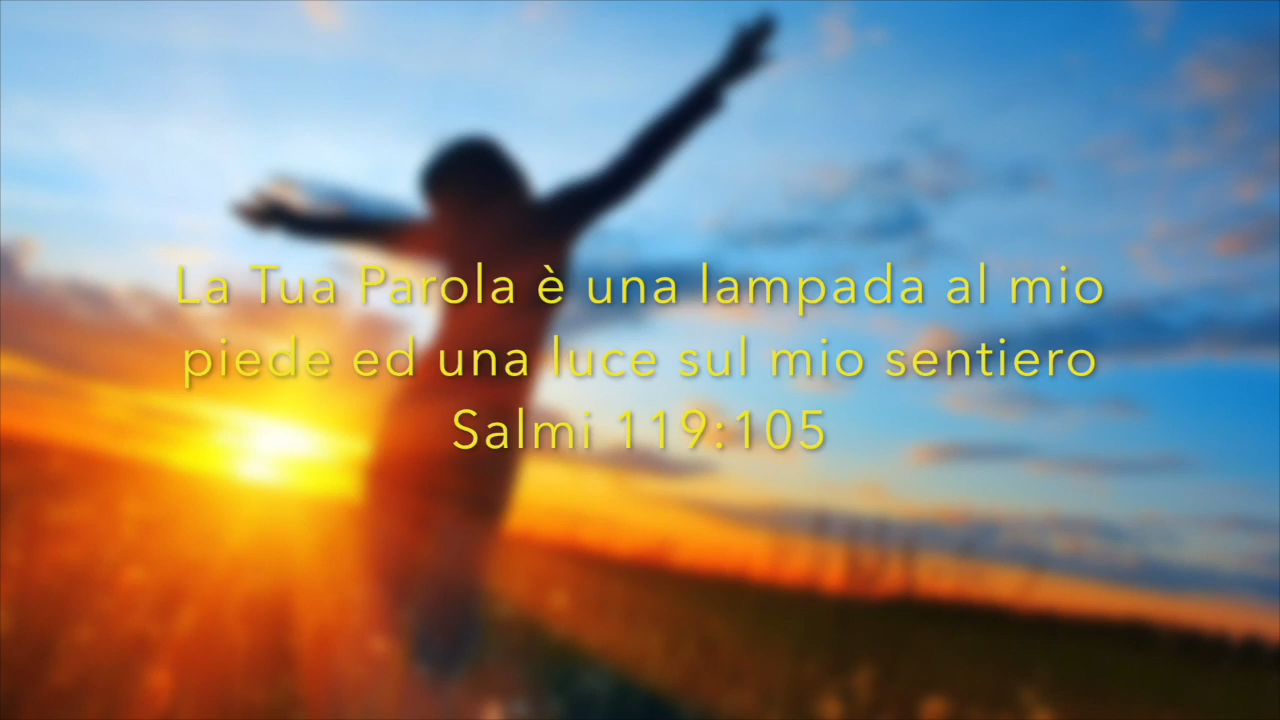 La Tua Parola è una lampada al mio
piede ed una luce sul mio sentiero
Salmi 119:105